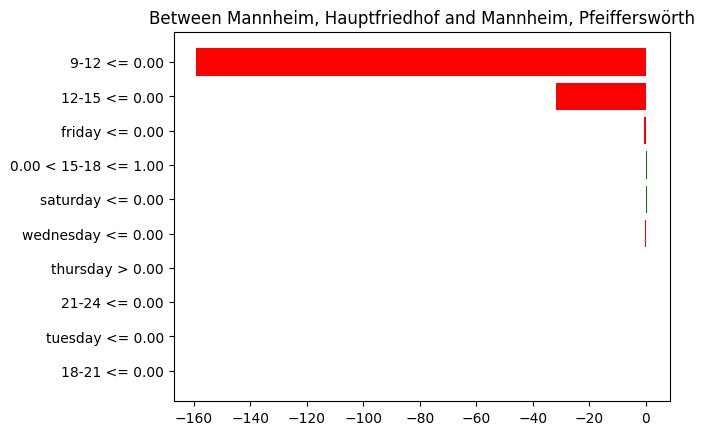 Between Mannheim, Hauptfriedhof and Mannheim, Pfeifferswörth
9-12 <= 0.00
12-15 <= 0.00
friday <= 0.00
0.00 < 15-18 <= 1.00
saturday <= 0.00
wednesday <= 0.00
thursday > 0.00
21-24 <= 0.00
tuesday <= 0.00
18-21 <= 0.00
−160 −140 −120 −100 −80 −60 −40 −20 0